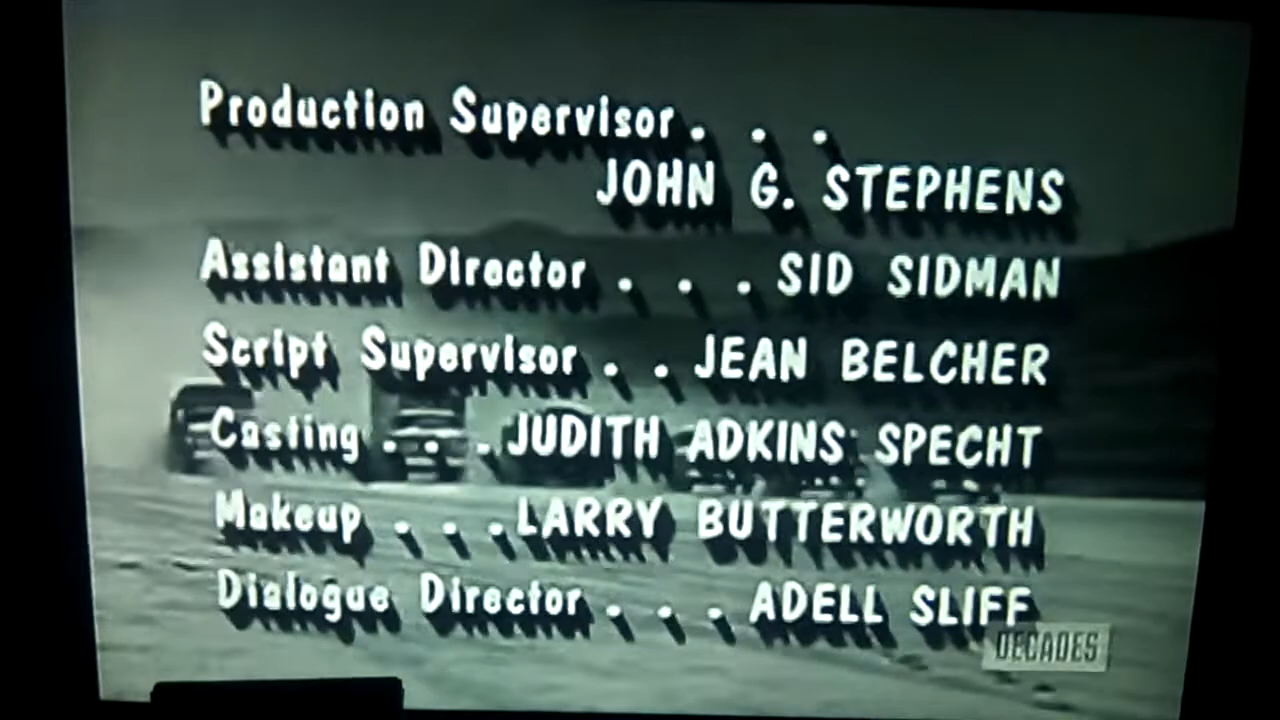 Production Supervisor. . .
JOHN G. STEPHENS
Assistant Director . . . SID SIDMAN
Script Supervisor . . JEAN BELCHER
Casting . . . JUDITH ADKINS SPECHT
Makeup . . . LARRY BUTTERWORTH
Dialogue Director . . . ADELL SLIFF
DECADES